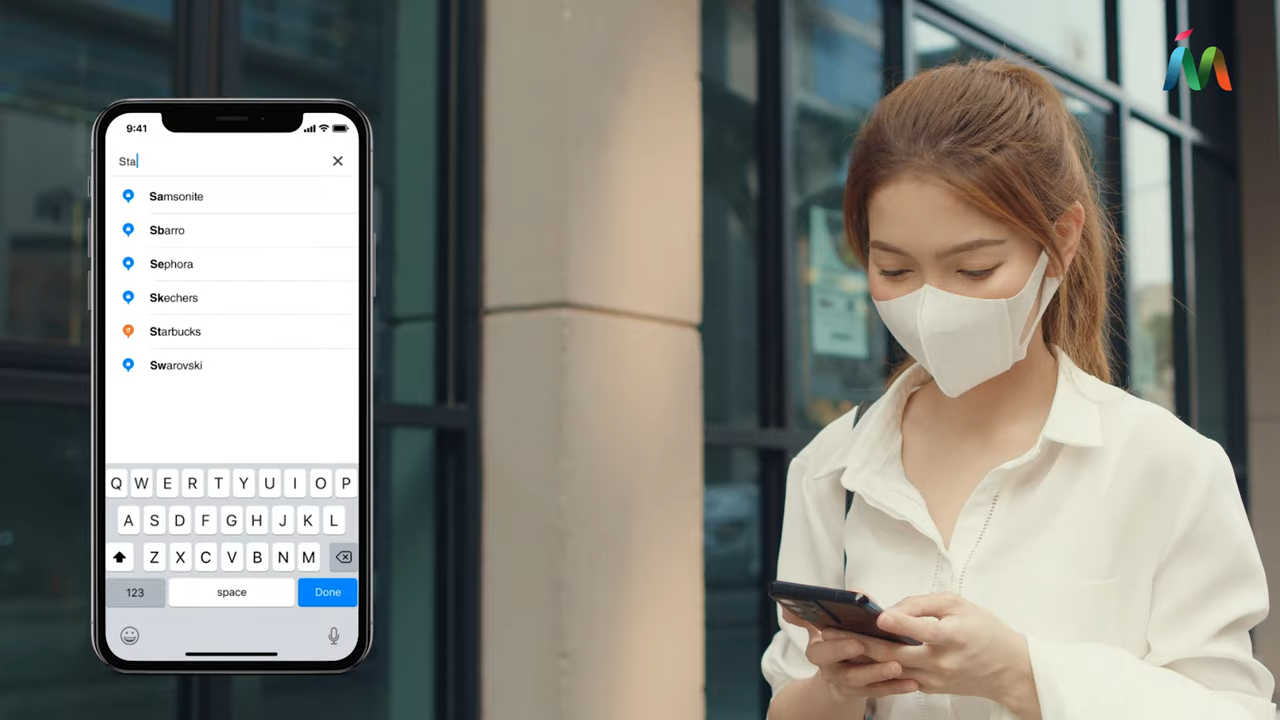 9:41
Sta
Samsonite
Sbarro
Sephora
Skechers
Starbucks
Swarovski
Q W E R T Y U I O P
A S D F G H J K L
Z X C V B N M
123 space Done